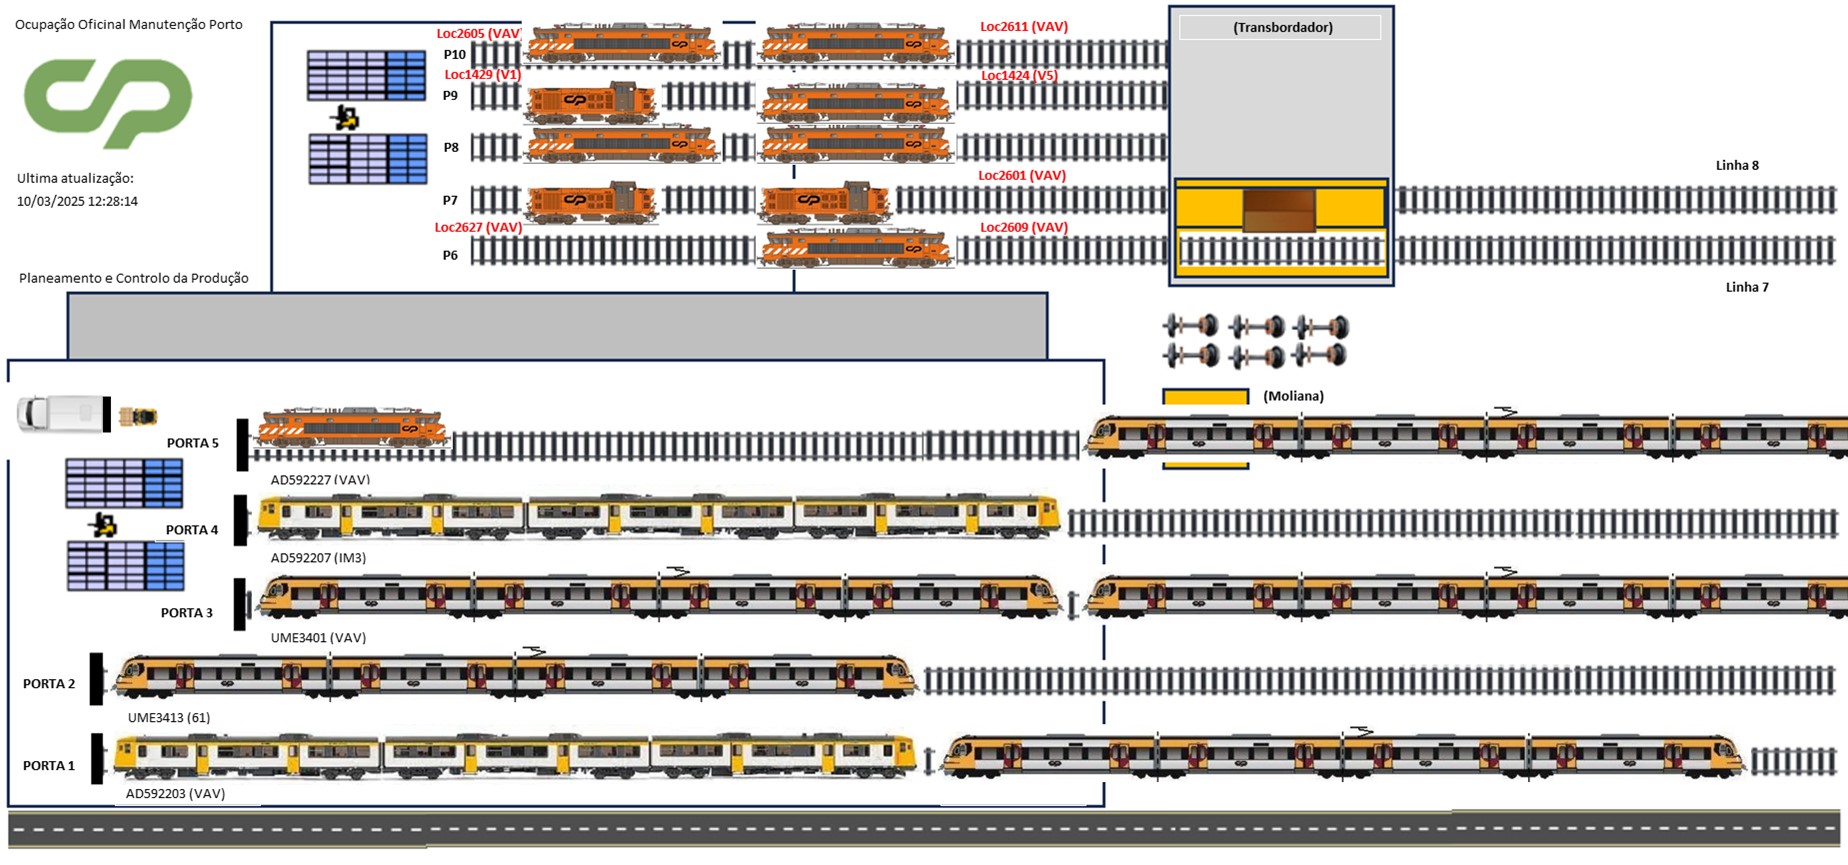 Ocupação Oficinal Manutenção Porto
CP
Ultima atualização:
10/03/2025 12:28:14
Planeamento e Controlo da Produção
Loc2605 (VAV)
Loc2611 (VAV)
P10
Loc1429 (V1)
Loc1424 (V5)
P9
P8
Loc2601 (VAV)
P7
Loc2627 (VAV)
Loc2609 (VAV)
P6
(Transbordador)
Linha 8
Linha 7
(Moliana)
PORTA 5
AD592227 (VAV)
PORTA 4
AD592207 (IM3)
PORTA 3
UME3401 (VAV)
PORTA 2
UME3413 (61)
PORTA 1
AD592203 (VAV)